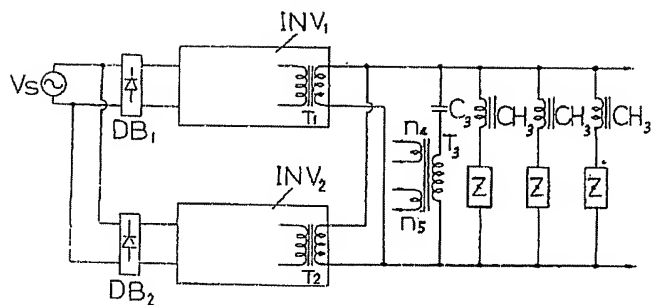 INV₁
Vs
DB₁
T₁
C₃
CH₃
CH₃
CH₃
n₄
T₃
Z
Z
Z
n₅
INV₂
T₂
DB₂